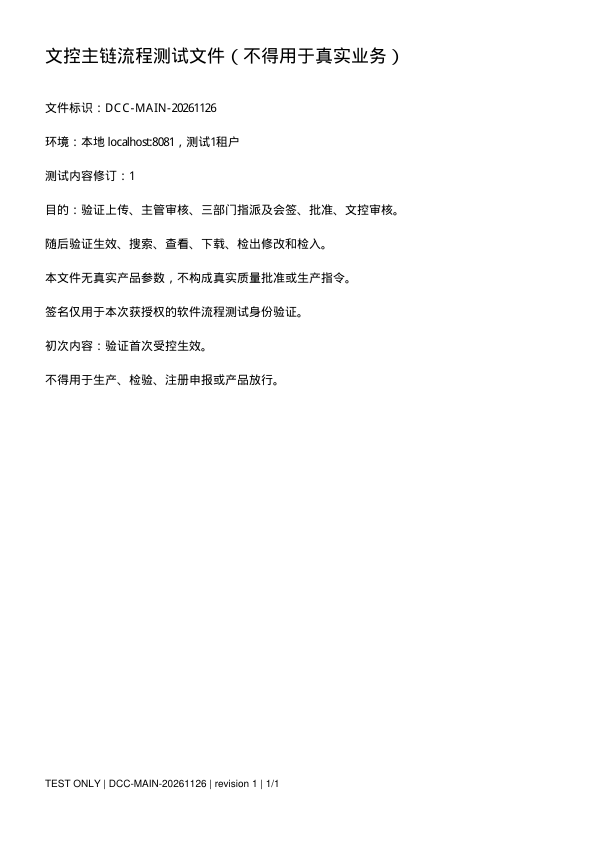 文控主链流程测试文件（不得用于真实业务）
文件标识：DCC-MAIN-20261126
环境：本地 localhost:8081，测试1租户
测试内容修订：1
目的：验证上传、主管审核、三部门指派及会签、批准、文控审核。
随后验证生效、搜索、查看、下载、检出修改和检入。
本文件无真实产品参数，不构成真实质量批准或生产指令。
签名仅用于本次获授权的软件流程测试身份验证。
初次内容：验证首次受控生效。
不得用于生产、检验、注册申报或产品放行。
TEST ONLY | DCC-MAIN-20261126 | revision 1 | 1/1